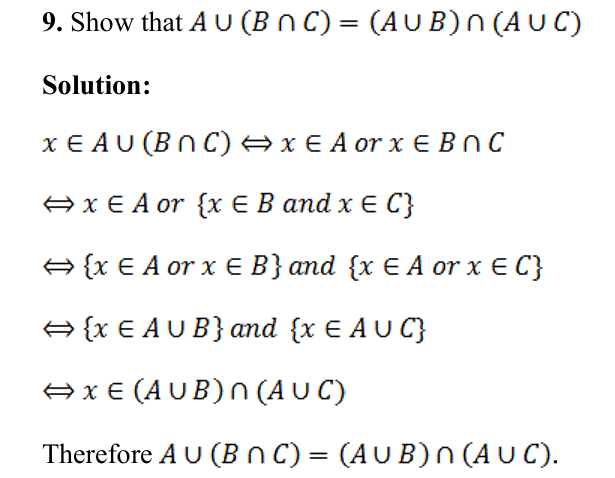 9. Show that A ∪ (B ∩ C) = (A ∪ B) ∩ (A ∪ C)
Solution:
x ∈ A ∪ (B ∩ C) ⇔ x ∈ A or x ∈ B ∩ C
⇔ x ∈ A or {x ∈ B and x ∈ C}
⇔ {x ∈ A or x ∈ B} and {x ∈ A or x ∈ C}
⇔ {x ∈ A ∪ B} and {x ∈ A ∪ C}
⇔ x ∈ (A ∪ B) ∩ (A ∪ C)
Therefore A ∪ (B ∩ C) = (A ∪ B) ∩ (A ∪ C).